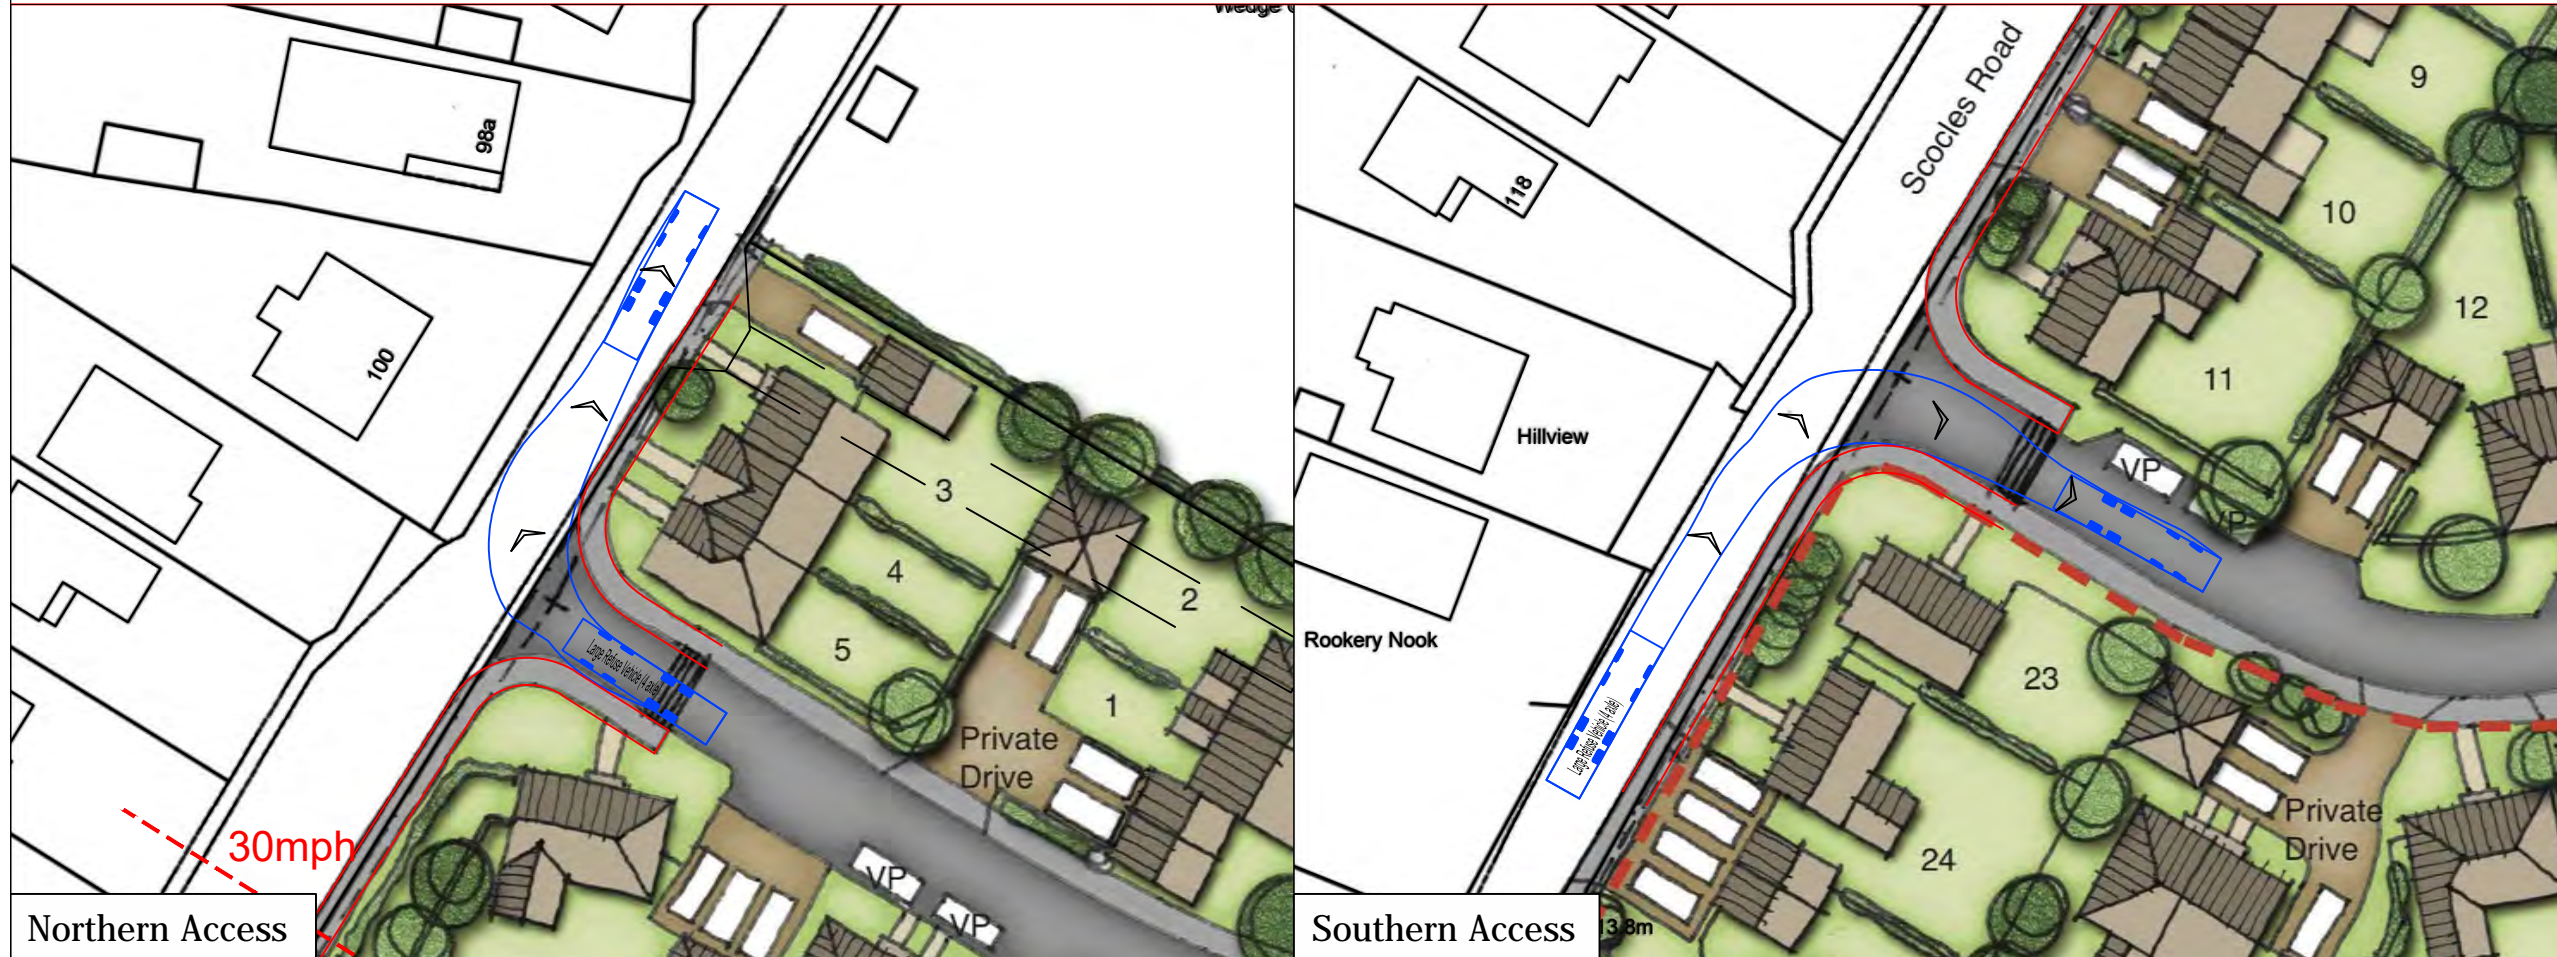 98a
100
3
4
5
2
1
Large Refuse Vehicle (4 axle)
Private
Drive
VP
VP
30mph
Northern Access
Scocles Road
118
Hillview
Rookery Nook
9
10
11
12
VP
VP
23
24
Large Refuse Vehicle (4 axle)
Private
Drive
13.8m
Southern Access